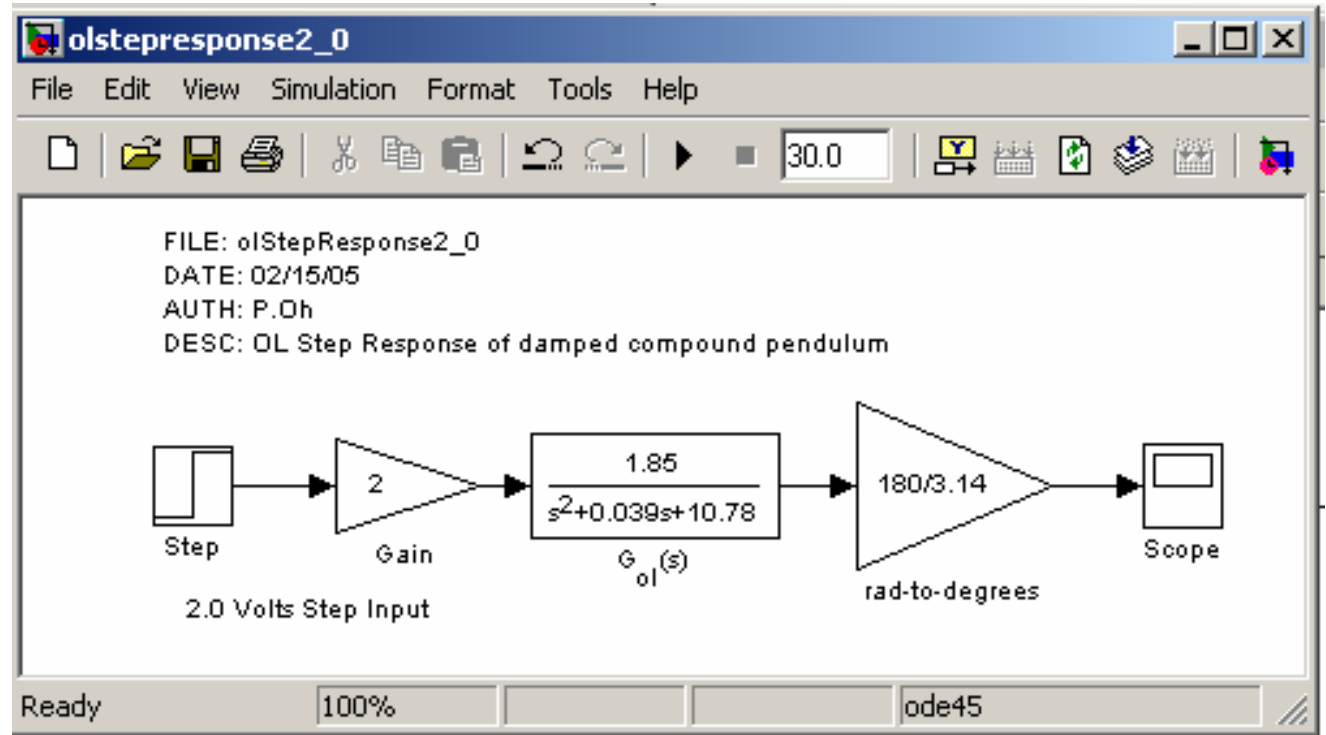 olstepresponse2_0
File Edit View Simulation Format Tools Help
30.0
FILE: olStepResponse2_0
DATE: 02/15/05
AUTH: P.Oh
DESC: OL Step Response of damped compound pendulum
2
1.85
s²+0.039s+10.78
180/3.14
Step
Gain
G_ol(s)
rad-to-degrees
Scope
2.0 Volts Step Input
Ready 100% ode45